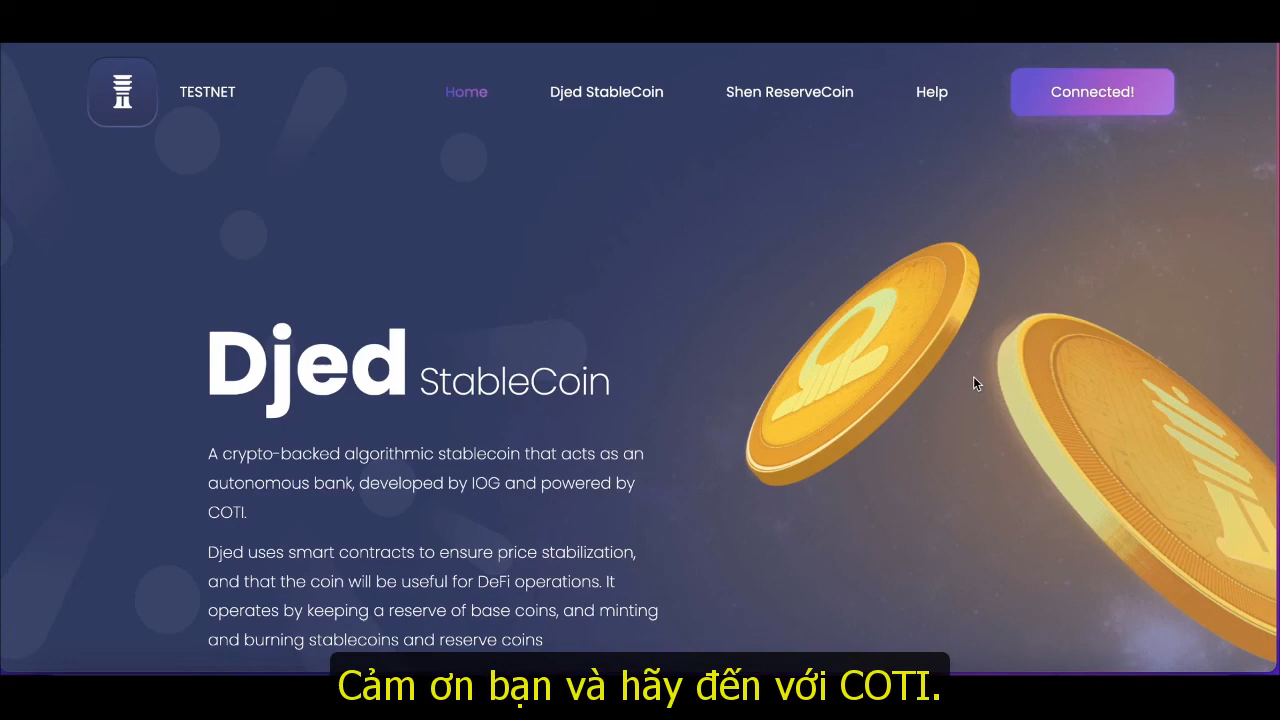 TESTNET
Home
Djed StableCoin
Shen ReserveCoin
Help
Connected!
Djed StableCoin
A crypto-backed algorithmic stablecoin that acts as an
autonomous bank, developed by IOG and powered by
COTI.
Djed uses smart contracts to ensure price stabilization,
and that the coin will be useful for DeFi operations. It
operates by keeping a reserve of base coins, and minting
and burning stablecoins and reserve coins
Cảm ơn bạn và hãy đến với COTI.